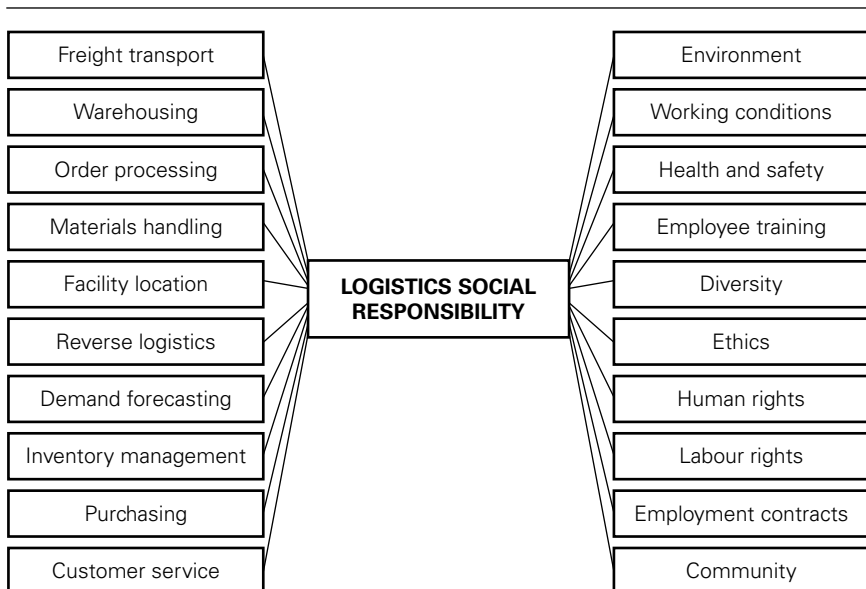 Freight transport
Warehousing
Order processing
Materials handling
Facility location
Reverse logistics
Demand forecasting
Inventory management
Purchasing
Customer service
LOGISTICS SOCIAL
RESPONSIBILITY
Environment
Working conditions
Health and safety
Employee training
Diversity
Ethics
Human rights
Labour rights
Employment contracts
Community